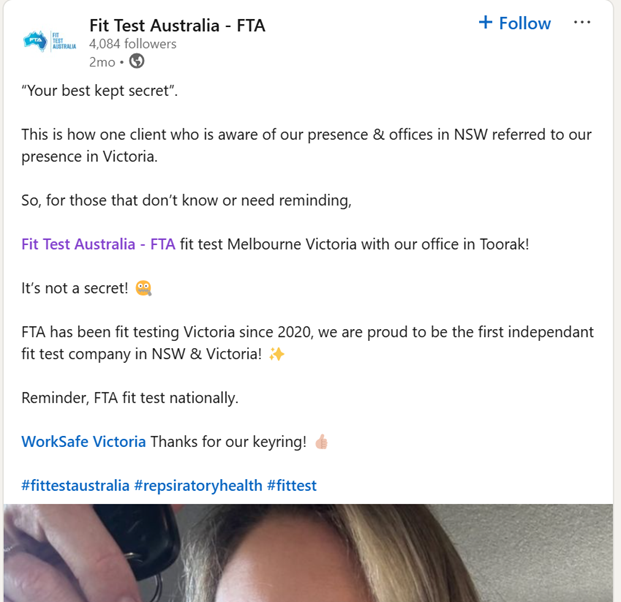 Fit Test Australia - FTA
+ Follow
FIT
TEST
AUSTRALIA
4,084 followers
2mo •
“Your best kept secret”.
This is how one client who is aware of our presence & offices in NSW referred to our
presence in Victoria.
So, for those that don’t know or need reminding,
Fit Test Australia - FTA fit test Melbourne Victoria with our office in Toorak!
It’s not a secret! 🤐
FTA has been fit testing Victoria since 2020, we are proud to be the first independant
fit test company in NSW & Victoria! ✨
Reminder, FTA fit test nationally.
WorkSafe Victoria Thanks for our keyring! 👍🏻
#fittestaustralia #repsiratoryhealth #fittest